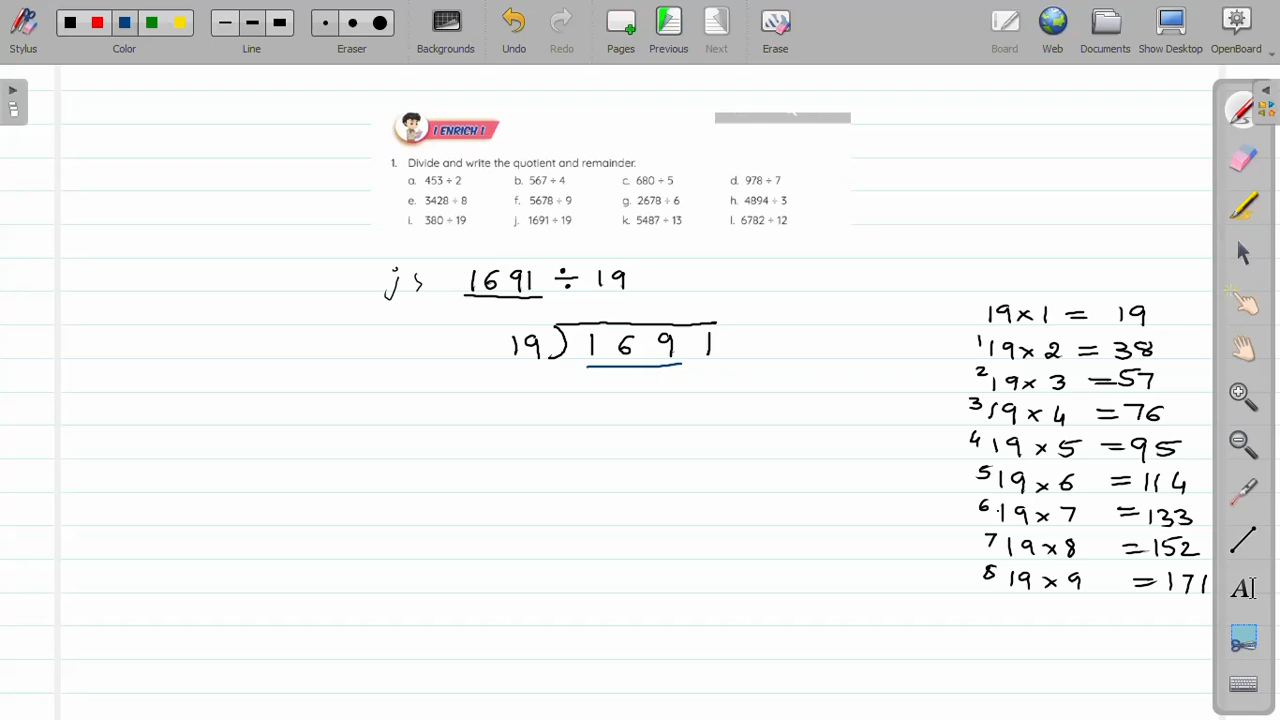 Stylus
Color
Line
Eraser
Backgrounds
Undo
Redo
Pages
Previous
Next
Erase
Board
Web
Documents
Show Desktop
OpenBoard
I ENRICH I
1. Divide and write the quotient and remainder.
a. 453 ÷ 2 b. 567 ÷ 4 c. 680 ÷ 5 d. 978 ÷ 7
e. 3428 ÷ 8 f. 5678 ÷ 9 g. 2678 ÷ 6 h. 4894 ÷ 3
i. 380 ÷ 19 j. 1691 ÷ 19 k. 5487 ÷ 13 l. 6782 ÷ 12
j> 1691 ÷ 19
19) 1 6 9 1
19 × 1 = 19
1 19 × 2 = 38
2 19 × 3 = 57
3 19 × 4 = 76
4 19 × 5 = 95
5 19 × 6 = 114
6 19 × 7 = 133
7 19 × 8 = 152
8 19 × 9 = 171
A